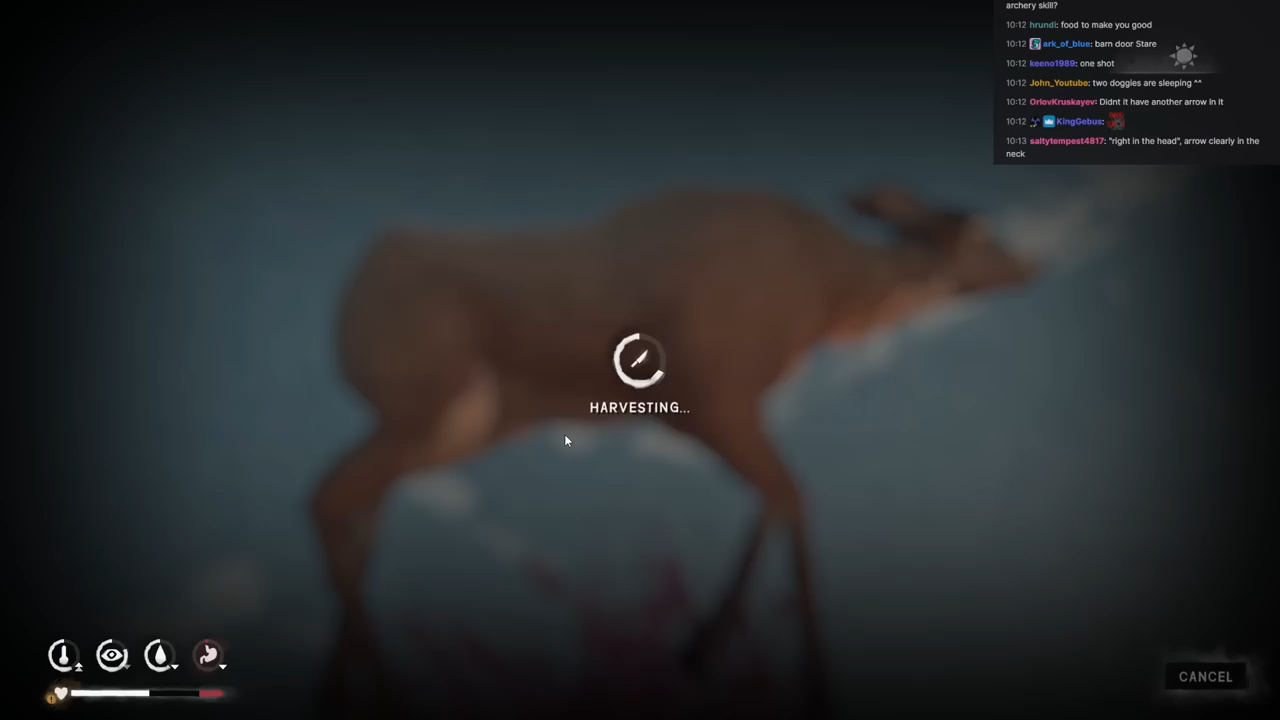 archery skill?
10:12 hrundi: food to make you good
10:12 ark_of_blue: barn door Stare
10:12 keeno1989: one shot
10:12 John_Youtube: two doggies are sleeping ^^
10:12 OrlovKruskayev: Didnt it have another arrow in it
10:12 KingGebus:
10:13 saltytempest4817: "right in the head", arrow clearly in the
neck
HARVESTING...
CANCEL